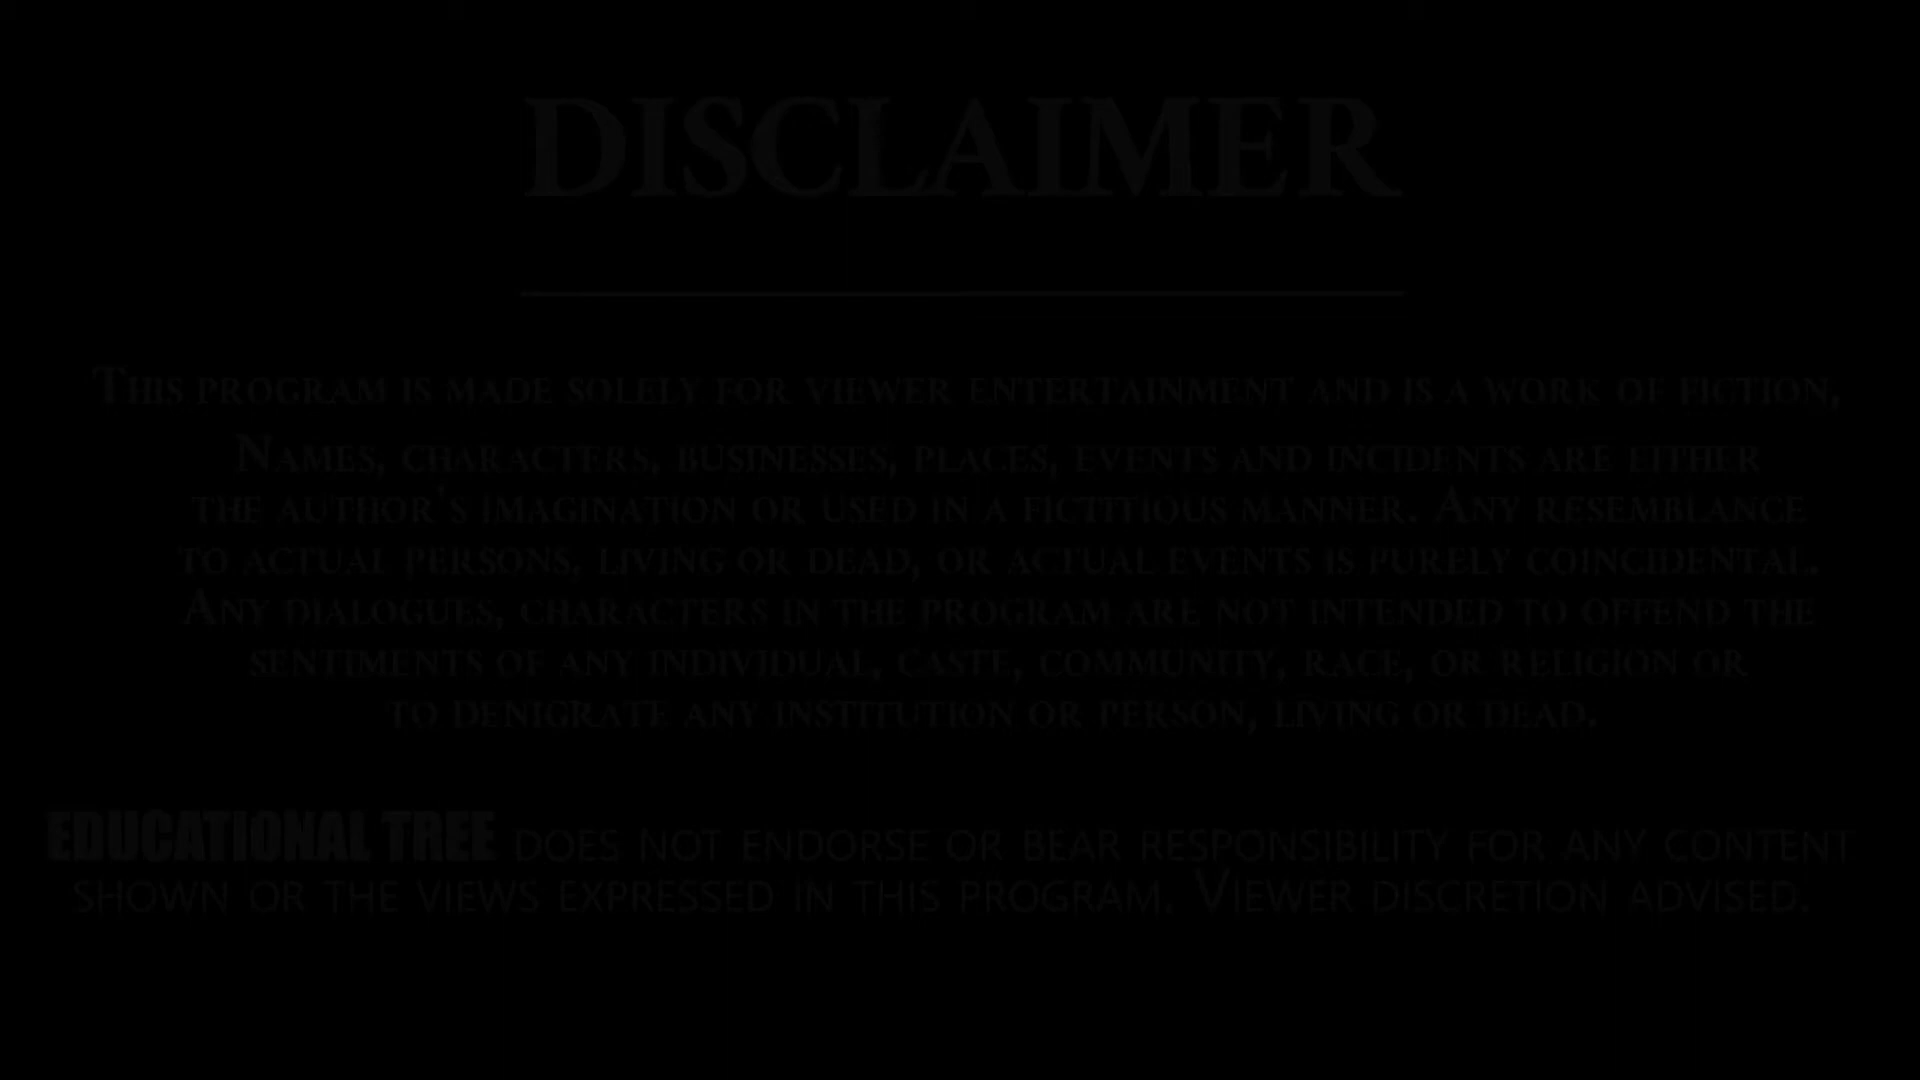 DISCLAIMER
THIS PROGRAM IS MADE SOLELY FOR VIEWER ENTERTAINMENT AND IS A WORK OF FICTION,
NAMES, CHARACTERS, BUSINESSES, PLACES, EVENTS AND INCIDENTS ARE EITHER
THE AUTHOR'S IMAGINATION OR USED IN A FICTITIOUS MANNER. ANY RESEMBLANCE
TO ACTUAL PERSONS, LIVING OR DEAD, OR ACTUAL EVENTS IS PURELY COINCIDENTAL.
ANY DIALOGUES, CHARACTERS IN THE PROGRAM ARE NOT INTENDED TO OFFEND THE
SENTIMENTS OF ANY INDIVIDUAL, CASTE, COMMUNITY, RACE, OR RELIGION OR
TO DENIGRATE ANY INSTITUTION OR PERSON, LIVING OR DEAD.
EDUCATIONAL TREE DOES NOT ENDORSE OR BEAR RESPONSIBILITY FOR ANY CONTENT
SHOWN OR THE VIEWS EXPRESSED IN THIS PROGRAM. VIEWER DISCRETION ADVISED.